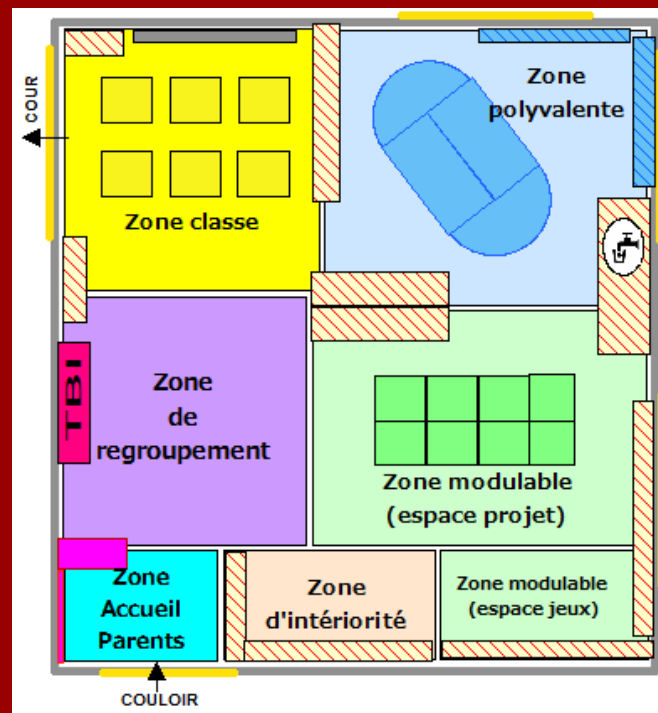 COUR
Zone
polyvalente
Zone classe
TBI
Zone
de
regroupement
Zone modulable
(espace projet)
Zone
Accueil
Parents
Zone
d'intériorité
Zone modulable
(espace jeux)
COULOIR